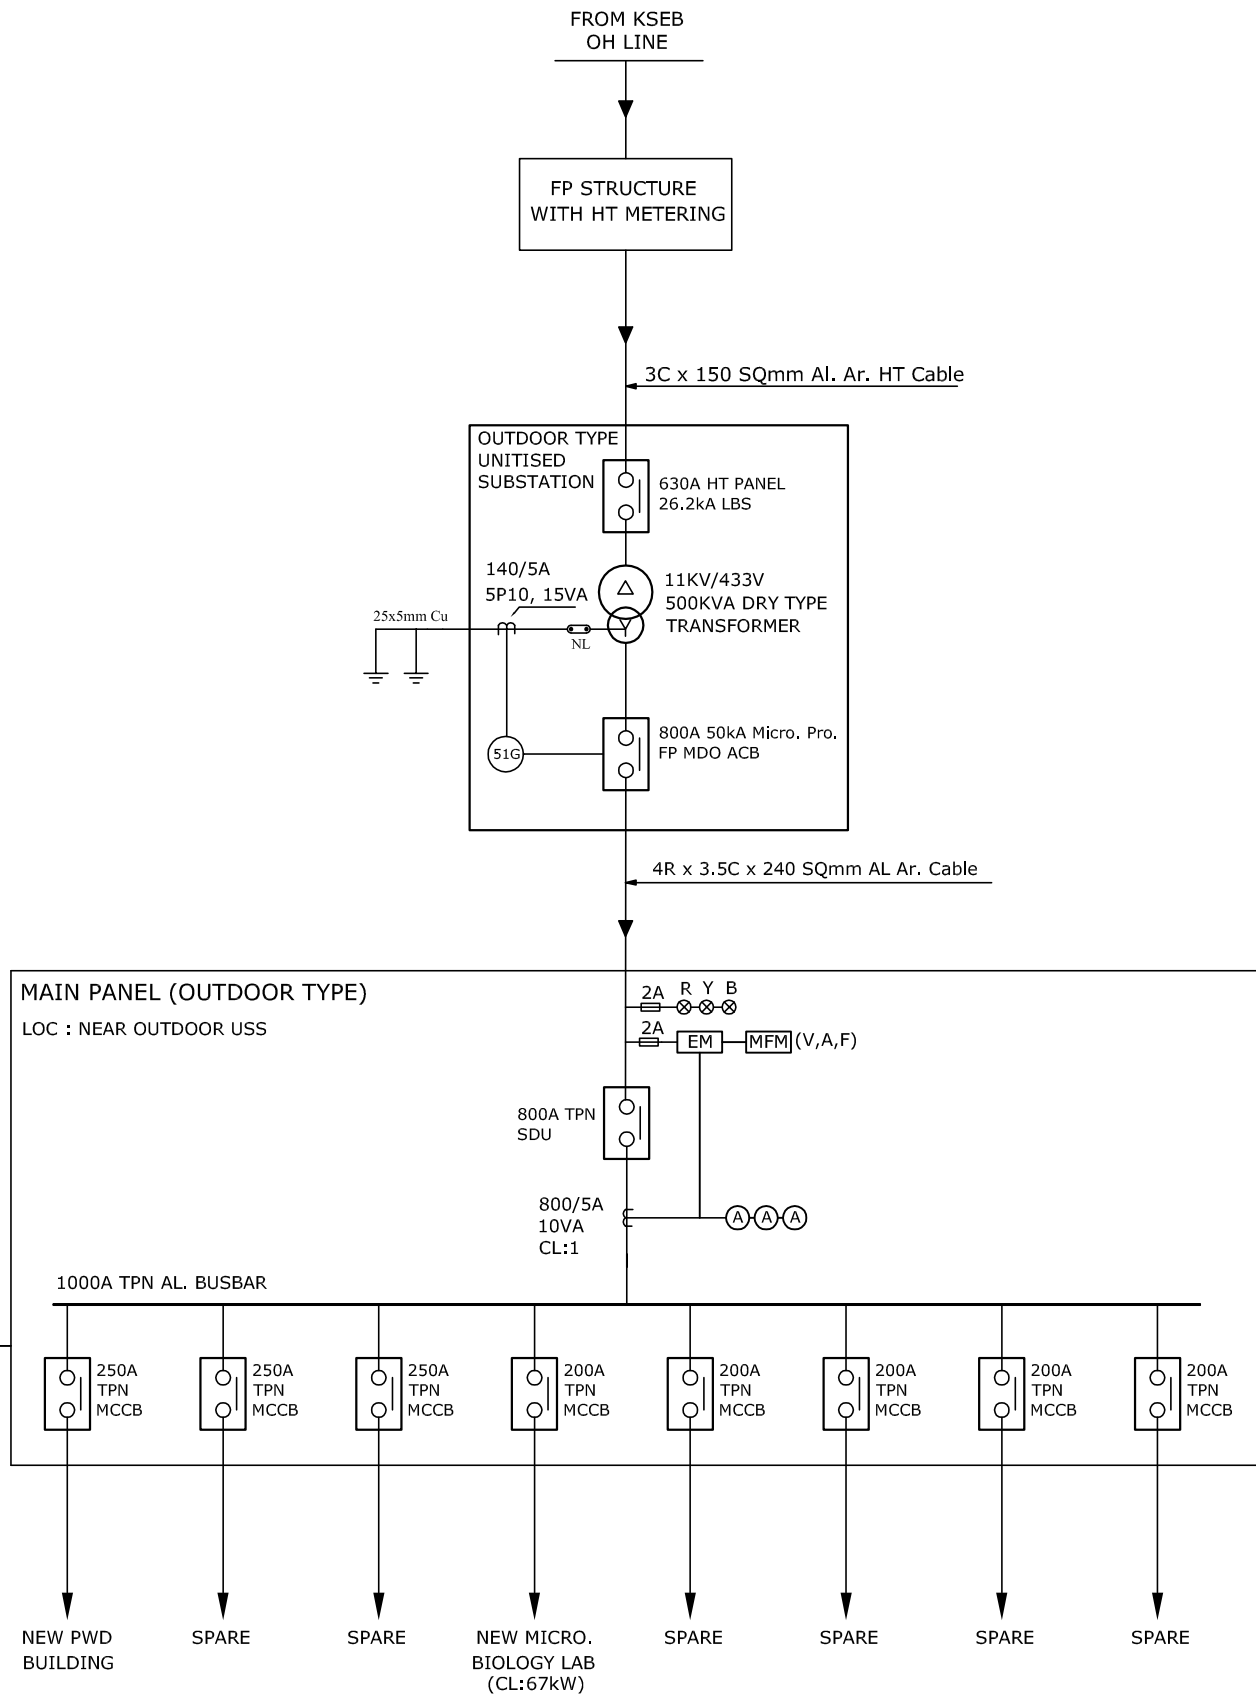 FROM KSEB
OH LINE
FP STRUCTURE
WITH HT METERING
3C x 150 SQmm Al. Ar. HT Cable
OUTDOOR TYPE
UNITISED
SUBSTATION
630A HT PANEL
26.2kA LBS
140/5A
5P10, 15VA
11KV/433V
500KVA DRY TYPE
TRANSFORMER
25x5mm Cu
NL
800A 50kA Micro. Pro.
FP MDO ACB
51G
4R x 3.5C x 240 SQmm AL Ar. Cable
MAIN PANEL (OUTDOOR TYPE)
LOC : NEAR OUTDOOR USS
2A R Y B
2A EM MFM (V,A,F)
800A TPN
SDU
800/5A
10VA
CL:1
A A A
1000A TPN AL. BUSBAR
250A
TPN
MCCB
250A
TPN
MCCB
250A
TPN
MCCB
200A
TPN
MCCB
200A
TPN
MCCB
200A
TPN
MCCB
200A
TPN
MCCB
200A
TPN
MCCB
NEW PWD
BUILDING
SPARE
SPARE
NEW MICRO.
BIOLOGY LAB
(CL:67kW)
SPARE
SPARE
SPARE
SPARE